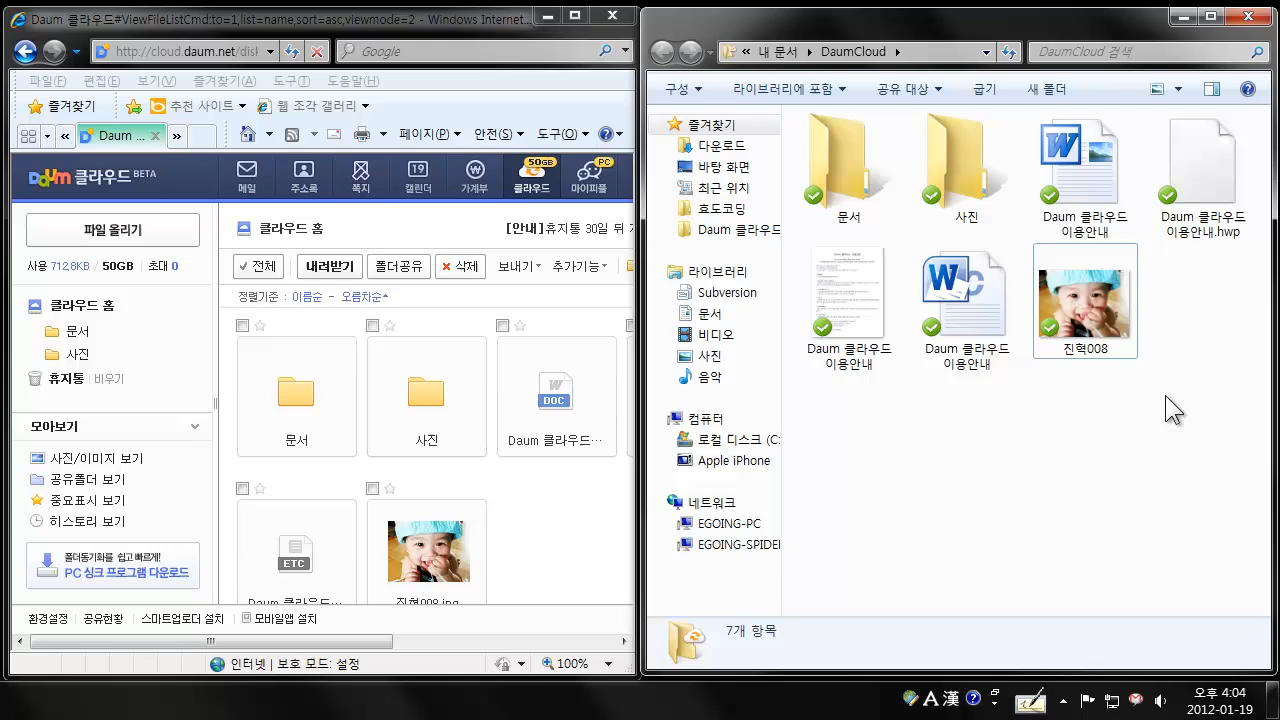 Daum 클라우드#ViewFileListCmd:to=1,list=name,sort=asc,viewmode=2 - Windows Internet...
http://cloud.daum.net/disk
Google
파일(F) 편집(E) 보기(V) 즐겨찾기(A) 도구(T) 도움말(H)
즐겨찾기 추천 사이트 웹 조각 갤러리
Daum ... 페이지(P) 안전(S) 도구(O)
Daum 클라우드 BETA
메일 주소록 쪽지 캘린더 가계부 클라우드 마이피플
19 50GB PC
파일 올리기
클라우드 홈 [안내]휴지통 30일 뒤
사용 712.8KB 50GB 0
전체 내려받기 폴더공유 삭제 보내기
정렬기준
클라우드 홈
문서
사진
휴지통 비우기
모아보기
사진/이미지 보기
공유폴더 보기
중요표시 보기
히스토리 보기
폴더동기화를 쉽고 빠르게!
PC 싱크 프로그램 다운로드
문서 사진 Daum 클라우드...
DOC
ETC
Daum 클라우드... 진혁008.jpg
환경설정 공유현황 스마트업로더 설치 모바일앱 설치
인터넷 | 보호 모드: 설정 100%
내 문서 DaumCloud
DaumCloud 검색
구성 라이브러리에 포함 공유 대상 굽기 새 폴더
즐겨찾기
다운로드
바탕 화면
최근 위치
효도코딩
Daum 클라우드
라이브러리
Subversion
문서
비디오
사진
음악
컴퓨터
로컬 디스크 (C:
Apple iPhone
네트워크
EGOING-PC
EGOING-SPIDER
문서 사진 Daum 클라우드 이용안내 Daum 클라우드 이용안내.hwp
Daum 클라우드 이용안내 Daum 클라우드 이용안내 진혁008
7개 항목
A 漢
오후 4:04
2012-01-19